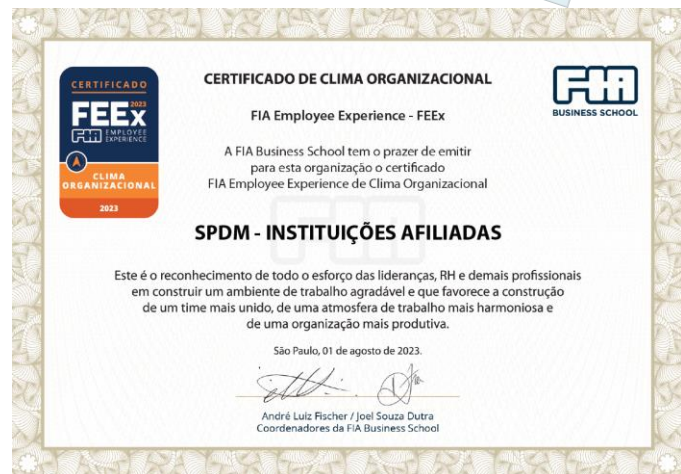 CERTIFICADO
FEEx 2023
FIA EMPLOYEE EXPERIENCE
CLIMA
ORGANIZACIONAL
2023
CERTIFICADO DE CLIMA ORGANIZACIONAL
FIA Employee Experience - FEEx
FIA
BUSINESS SCHOOL
A FIA Business School tem o prazer de emitir
para esta organização o certificado
FIA Employee Experience de Clima Organizacional
FIA
SPDM - INSTITUIÇÕES AFILIADAS
Este é o reconhecimento de todo o esforço das lideranças, RH e demais profissionais
em construir um ambiente de trabalho agradável e que favorece a construção
de um time mais unido, de uma atmosfera de trabalho mais harmoniosa e
de uma organização mais produtiva.
São Paulo, 01 de agosto de 2023.
André Luiz Fischer / Joel Souza Dutra
Coordenadores da FIA Business School